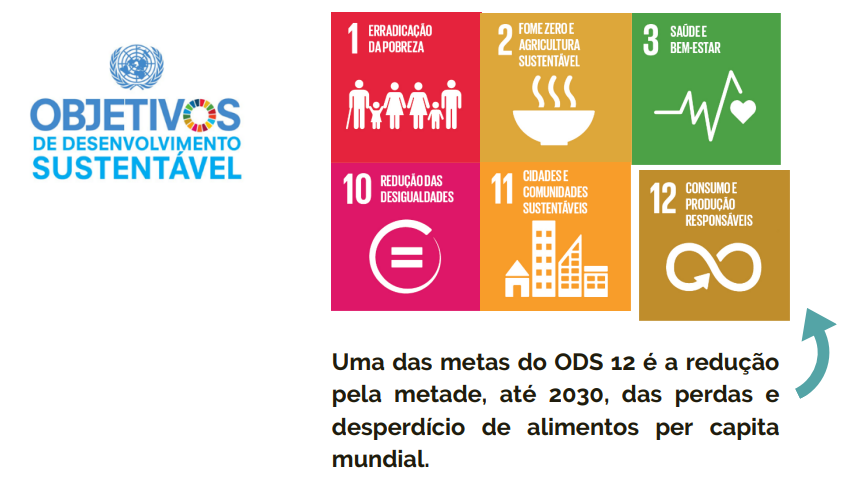 OBJETIVOS
DE DESENVOLVIMENTO
SUSTENTÁVEL
1 ERRADICAÇÃO
DA POBREZA
2 FOME ZERO E
AGRICULTURA
SUSTENTÁVEL
3 SAÚDE E
BEM-ESTAR
10 REDUÇÃO DAS
DESIGUALDADES
11 CIDADES E
COMUNIDADES
SUSTENTÁVEIS
12 CONSUMO E
PRODUÇÃO
RESPONSÁVEIS
Uma das metas do ODS 12 é a redução
pela metade, até 2030, das perdas e
desperdício de alimentos per capita
mundial.